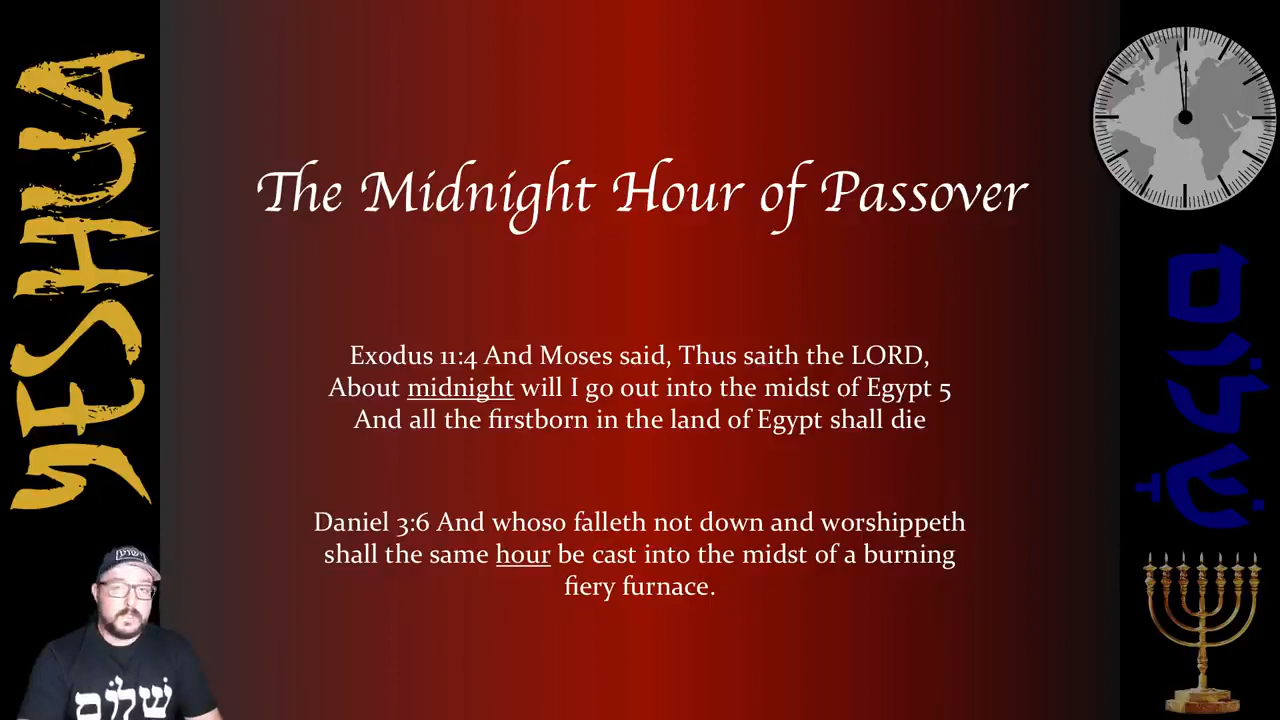 YESHUA
The Midnight Hour of Passover
Exodus 11:4 And Moses said, Thus saith the LORD,
About midnight will I go out into the midst of Egypt 5
And all the firstborn in the land of Egypt shall die
Daniel 3:6 And whoso falleth not down and worshippeth
shall the same hour be cast into the midst of a burning
fiery furnace.
שָׁלוֹם
ישוע
שלום